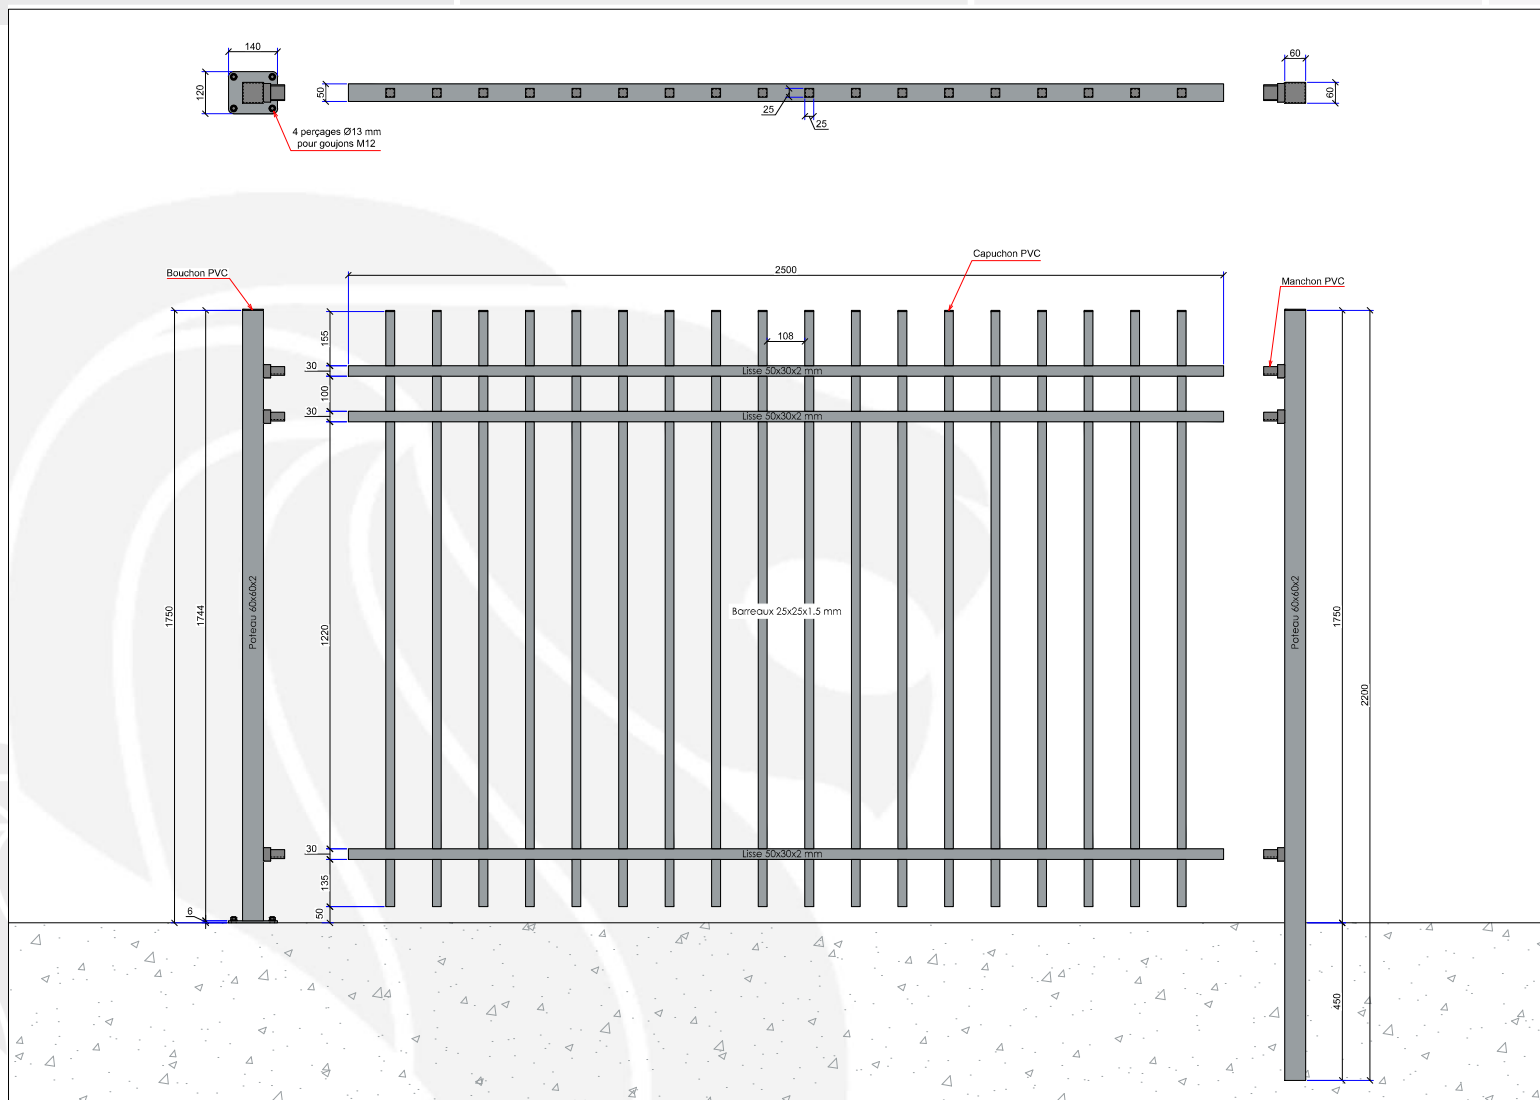 140
120
4 perçages Ø13 mm
pour goujons M12
50
25
25
60
60
Bouchon PVC
2500
Capuchon PVC
Manchon PVC
155
30
100
30
108
Lisse 50x30x2 mm
Lisse 50x30x2 mm
1750
1744
Poteau 60x60x2
1220
Barreaux 25x25x1.5 mm
Poteau 60x60x2
1750
2200
30
Lisse 50x30x2 mm
135
50
6
450